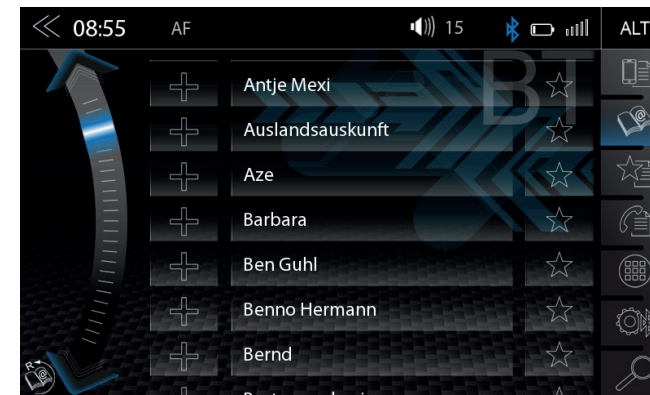 08:55 AF 15 ALT
BT
Antje Mexi
Auslandsauskunft
Aze
Barbara
Ben Guhl
Benno Hermann
Bernd
R